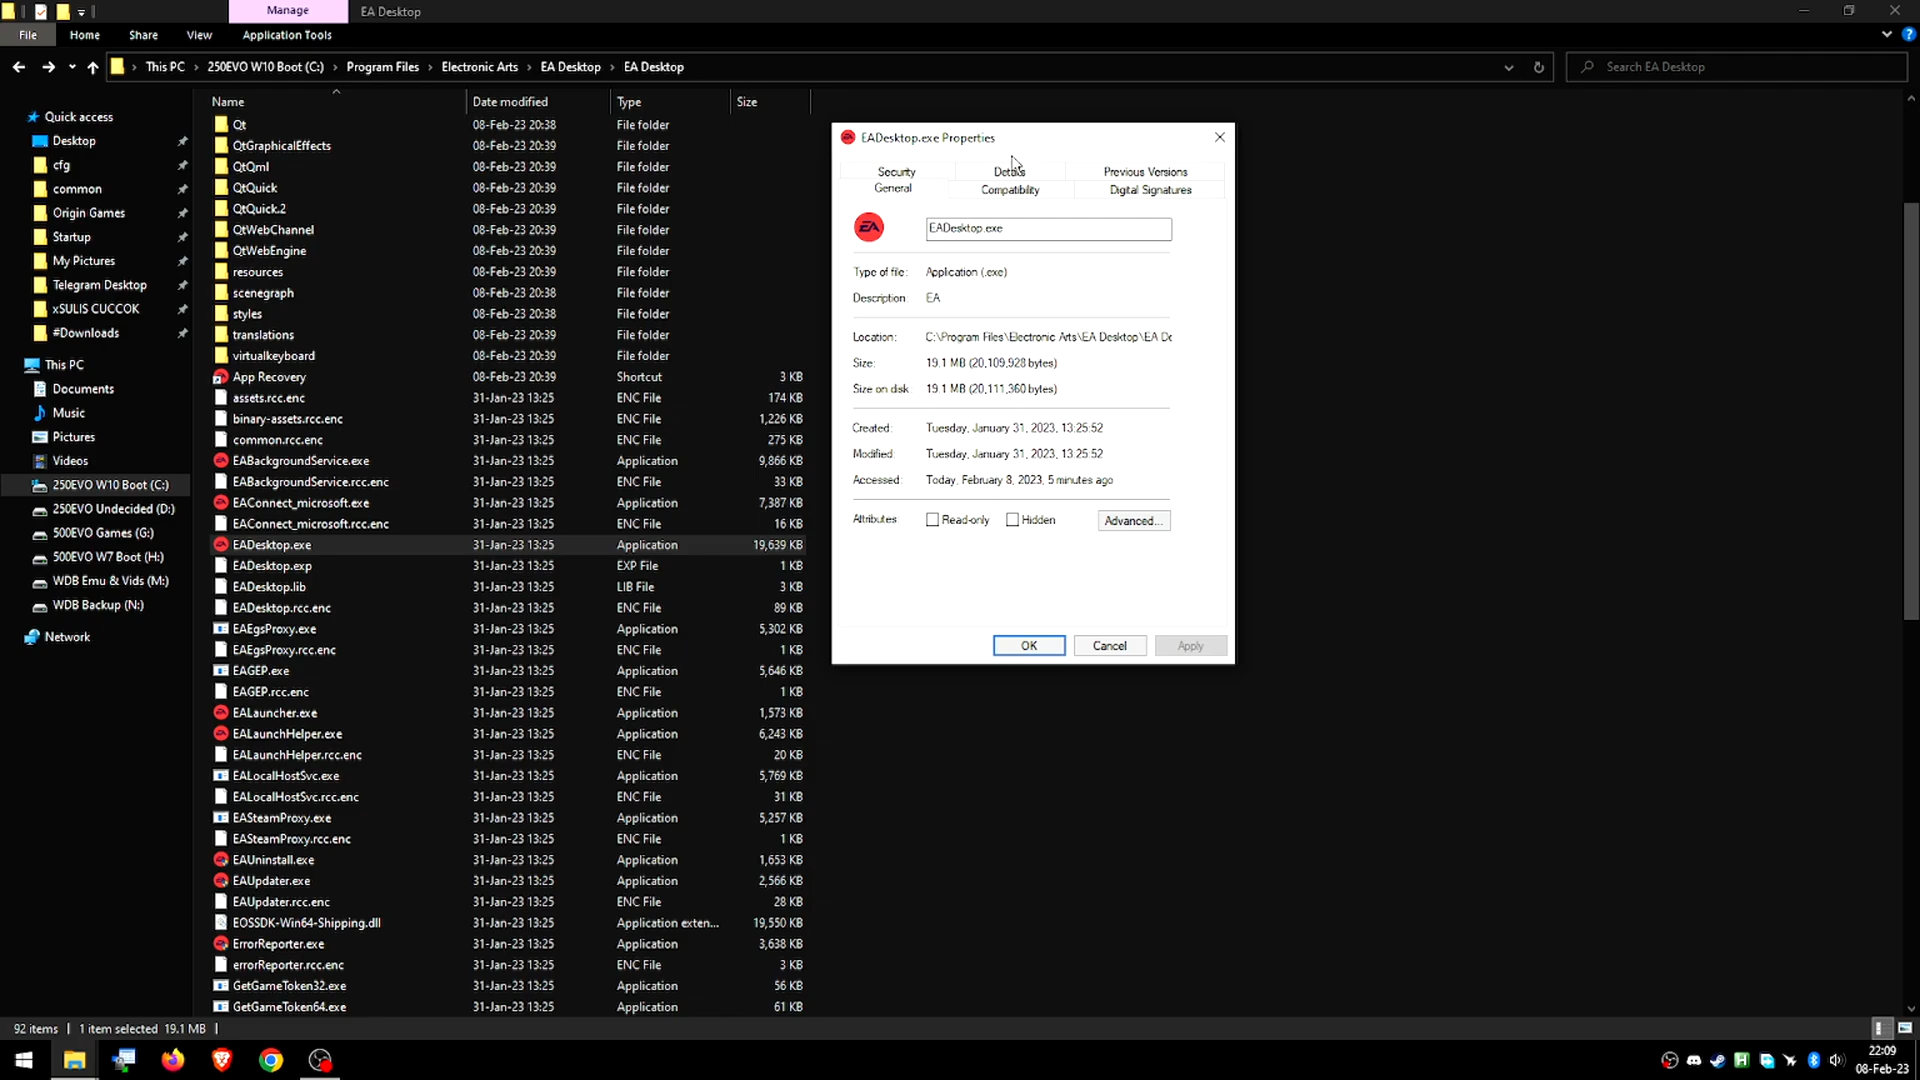 Manage
EA Desktop
File
Home
Share
View
Application Tools
This PC
250EVO W10 Boot (C:)
Program Files
Electronic Arts
EA Desktop
EA Desktop
Search EA Desktop
Quick access
Desktop
cfg
common
Origin Games
Startup
My Pictures
Telegram Desktop
xSULIS CUCCOK
#Downloads
This PC
Documents
Music
Pictures
Videos
250EVO W10 Boot (C:)
250EVO Undecided (D:)
500EVO Games (G:)
500EVO W7 Boot (H:)
WDB Emu & Vids (M:)
WDB Backup (N:)
Network
Name Date modified Type Size
Qt 08-Feb-23 20:38 File folder
QtGraphicalEffects 08-Feb-23 20:39 File folder
QtQml 08-Feb-23 20:38 File folder
QtQuick 08-Feb-23 20:39 File folder
QtQuick.2 08-Feb-23 20:39 File folder
QtWebChannel 08-Feb-23 20:39 File folder
QtWebEngine 08-Feb-23 20:39 File folder
resources 08-Feb-23 20:39 File folder
scenegraph 08-Feb-23 20:38 File folder
styles 08-Feb-23 20:38 File folder
translations 08-Feb-23 20:39 File folder
virtualkeyboard 08-Feb-23 20:39 File folder
App Recovery 08-Feb-23 20:39 Shortcut 3 KB
assets.rcc.enc 31-Jan-23 13:25 ENC File 174 KB
binary-assets.rcc.enc 31-Jan-23 13:25 ENC File 1,226 KB
common.rcc.enc 31-Jan-23 13:25 ENC File 275 KB
EABackgroundService.exe 31-Jan-23 13:25 Application 9,866 KB
EABackgroundService.rcc.enc 31-Jan-23 13:25 ENC File 33 KB
EAConnect_microsoft.exe 31-Jan-23 13:25 Application 7,387 KB
EAConnect_microsoft.rcc.enc 31-Jan-23 13:25 ENC File 16 KB
EADesktop.exe 31-Jan-23 13:25 Application 19,639 KB
EADesktop.exp 31-Jan-23 13:25 EXP File 1 KB
EADesktop.lib 31-Jan-23 13:25 LIB File 3 KB
EADesktop.rcc.enc 31-Jan-23 13:25 ENC File 89 KB
EAEgsProxy.exe 31-Jan-23 13:25 Application 5,302 KB
EAEgsProxy.rcc.enc 31-Jan-23 13:25 ENC File 1 KB
EAGEP.exe 31-Jan-23 13:25 Application 5,646 KB
EAGEP.rcc.enc 31-Jan-23 13:25 ENC File 1 KB
EALauncher.exe 31-Jan-23 13:25 Application 1,573 KB
EALaunchHelper.exe 31-Jan-23 13:25 Application 6,243 KB
EALaunchHelper.rcc.enc 31-Jan-23 13:25 ENC File 20 KB
EALocalHostSvc.exe 31-Jan-23 13:25 Application 5,769 KB
EALocalHostSvc.rcc.enc 31-Jan-23 13:25 ENC File 31 KB
EASteamProxy.exe 31-Jan-23 13:25 Application 5,257 KB
EASteamProxy.rcc.enc 31-Jan-23 13:25 ENC File 1 KB
EAUninstall.exe 31-Jan-23 13:25 Application 1,653 KB
EAUpdater.exe 31-Jan-23 13:25 Application 2,566 KB
EAUpdater.rcc.enc 31-Jan-23 13:25 ENC File 28 KB
EOSSDK-Win64-Shipping.dll 31-Jan-23 13:25 Application exten... 19,550 KB
ErrorReporter.exe 31-Jan-23 13:25 Application 3,638 KB
errorReporter.rcc.enc 31-Jan-23 13:25 ENC File 3 KB
GetGameToken32.exe 31-Jan-23 13:25 Application 56 KB
GetGameToken64.exe 31-Jan-23 13:25 Application 61 KB
EADesktop.exe Properties
Security Details Previous Versions
General Compatibility Digital Signatures
EA
EADesktop.exe
Type of file: Application (.exe)
Description: EA
Location: C:\Program Files\Electronic Arts\EA Desktop\EA De
Size: 19.1 MB (20,109,928 bytes)
Size on disk: 19.1 MB (20,111,360 bytes)
Created: Tuesday, January 31, 2023, 13:25:52
Modified: Tuesday, January 31, 2023, 13:25:52
Accessed: Today, February 8, 2023, 5 minutes ago
Attributes: Read-only Hidden Advanced...
OK Cancel Apply
92 items 1 item selected 19.1 MB
22:09
08-Feb-23